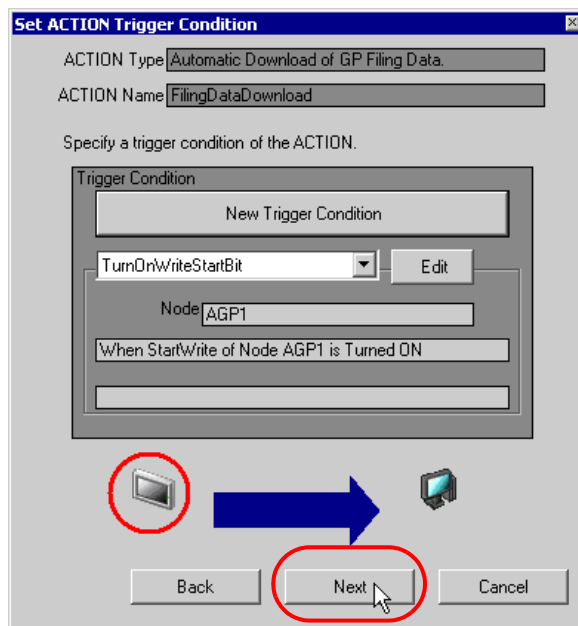 Set ACTION Trigger Condition
ACTION Type Automatic Download of GP Filing Data.
ACTION Name FilingDataDownload
Specify a trigger condition of the ACTION.
Trigger Condition
New Trigger Condition
TurnOnWriteStartBit Edit
Node AGP1
When StartWrite of Node AGP1 is Turned ON
Back Next Cancel